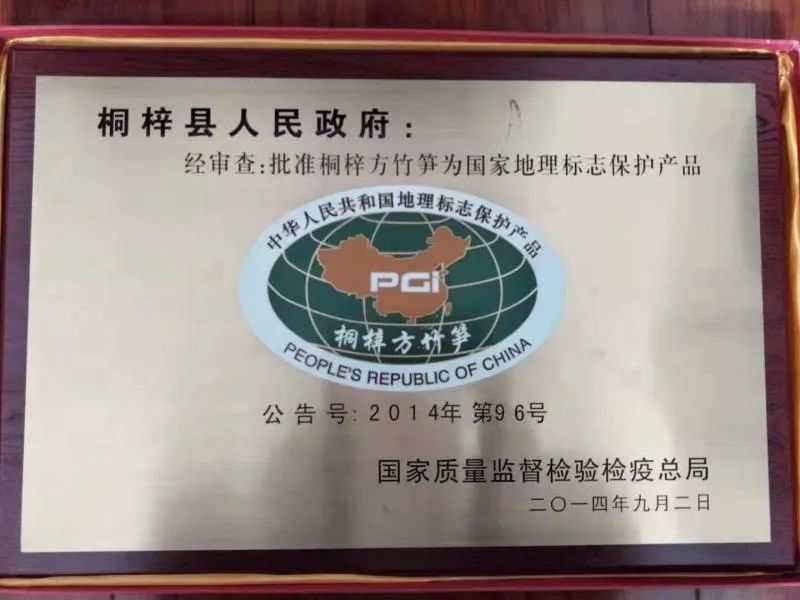 桐梓县人民政府：
经审查：批准桐梓方竹笋为国家地理标志保护产品
中华人民共和国地理标志保护产品
PGi
桐梓方竹笋
PEOPLE'S REPUBLIC OF CHINA
公告号：2014年 第96号
国家质量监督检验检疫总局
二〇一四年九月二日